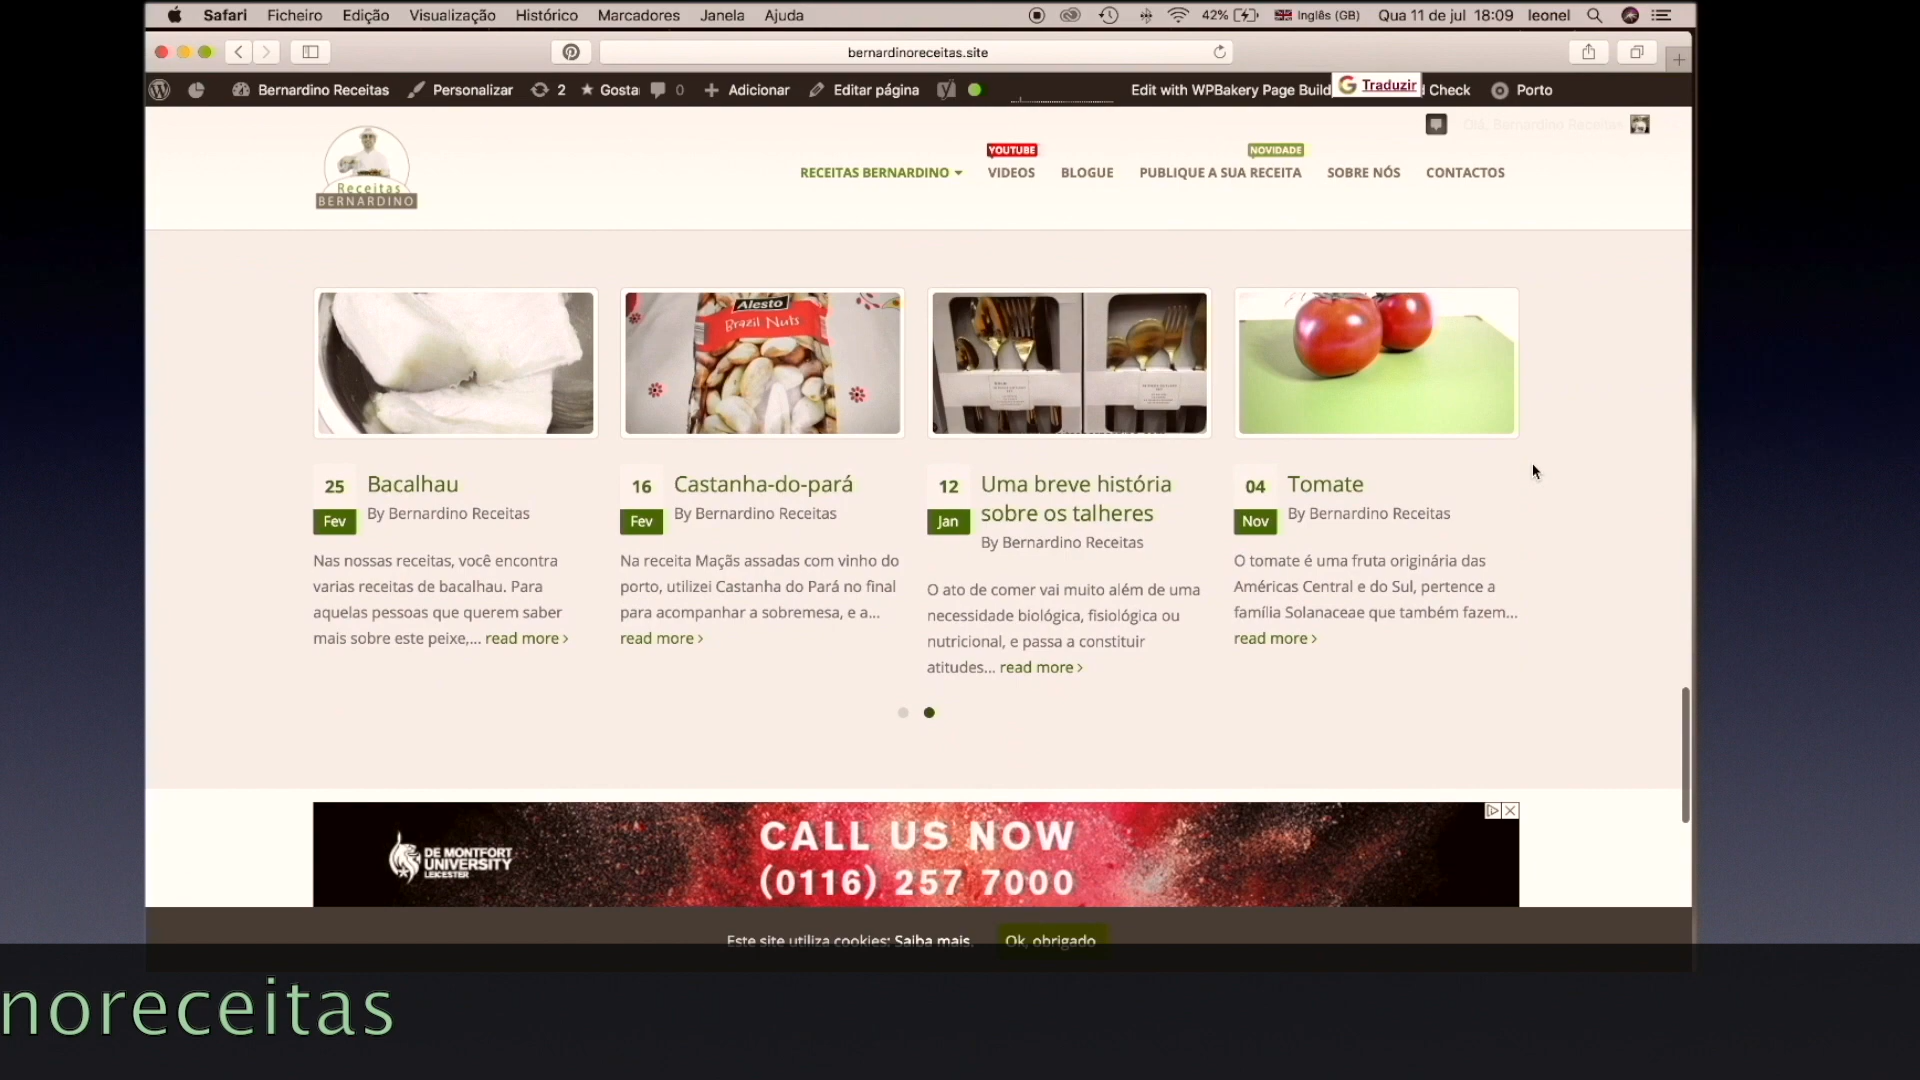 Safari Ficheiro Edição Visualização Histórico Marcadores Janela Ajuda 42% Inglês (GB) Qua 11 de jul 18:09 leonel
bernardinoreceitas.site
Bernardino Receitas Personalizar 2 Gosta 0 Adicionar Editar página Edit with WPBakery Page Build Traduzir Check Porto
Olá, Bernardino Receitas
YOUTUBE NOVIDADE
RECEITAS BERNARDINO VIDEOS BLOGUE PUBLIQUE A SUA RECEITA SOBRE NÓS CONTACTOS
Receitas
BERNARDINO
Alesto
Brazil Nuts
25 Fev
Bacalhau
By Bernardino Receitas
Nas nossas receitas, você encontra
varias receitas de bacalhau. Para
aquelas pessoas que querem saber
mais sobre este peixe,... read more ›
16 Fev
Castanha-do-pará
By Bernardino Receitas
Na receita Maçãs assadas com vinho do
porto, utilizei Castanha do Pará no final
para acompanhar a sobremesa, e a...
read more ›
12 Jan
Uma breve história
sobre os talheres
By Bernardino Receitas
O ato de comer vai muito além de uma
necessidade biológica, fisiológica ou
nutricional, e passa a constituir
atitudes... read more ›
04 Nov
Tomate
By Bernardino Receitas
O tomate é uma fruta originária das
Américas Central e do Sul, pertence a
família Solanaceae que também fazem...
read more ›
DE MONTFORT
UNIVERSITY
LEICESTER
CALL US NOW
(0116) 257 7000
Este site utiliza cookies: Saiba mais. Ok, obrigado
noreceitas